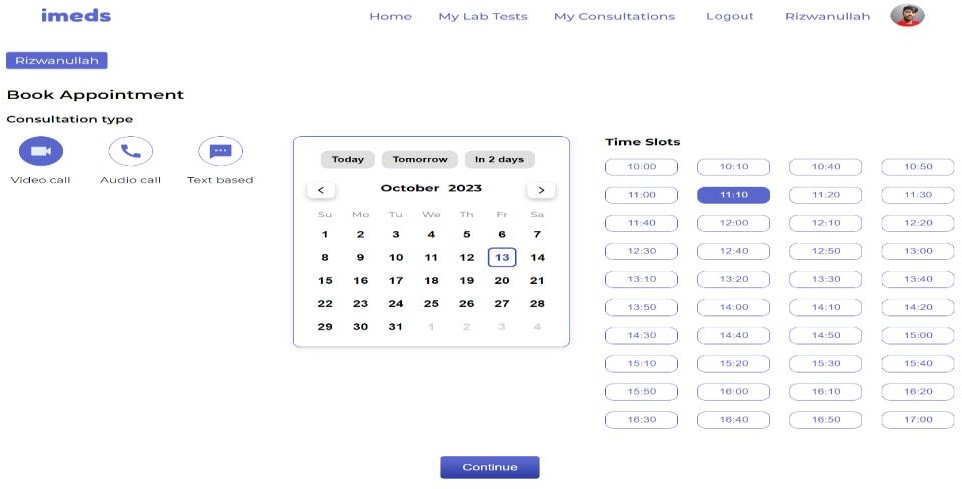 imeds
Home My Lab Tests My Consultations Logout Rizwanullah
Rizwanullah
Book Appointment
Consultation type
Video call Audio call Text based
Today Tomorrow In 2 days
< October 2023 >
Su Mo Tu We Th Fr Sa
1 2 3 4 5 6 7
8 9 10 11 12 13 14
15 16 17 18 19 20 21
22 23 24 25 26 27 28
29 30 31 1 2 3 4
Time Slots
10:00 10:10 10:40 10:50
11:00 11:10 11:20 11:30
11:40 12:00 12:10 12:20
12:30 12:40 12:50 13:00
13:10 13:20 13:30 13:40
13:50 14:00 14:10 14:20
14:30 14:40 14:50 15:00
15:10 15:20 15:30 15:40
15:50 16:00 16:10 16:20
16:30 16:40 16:50 17:00
Continue